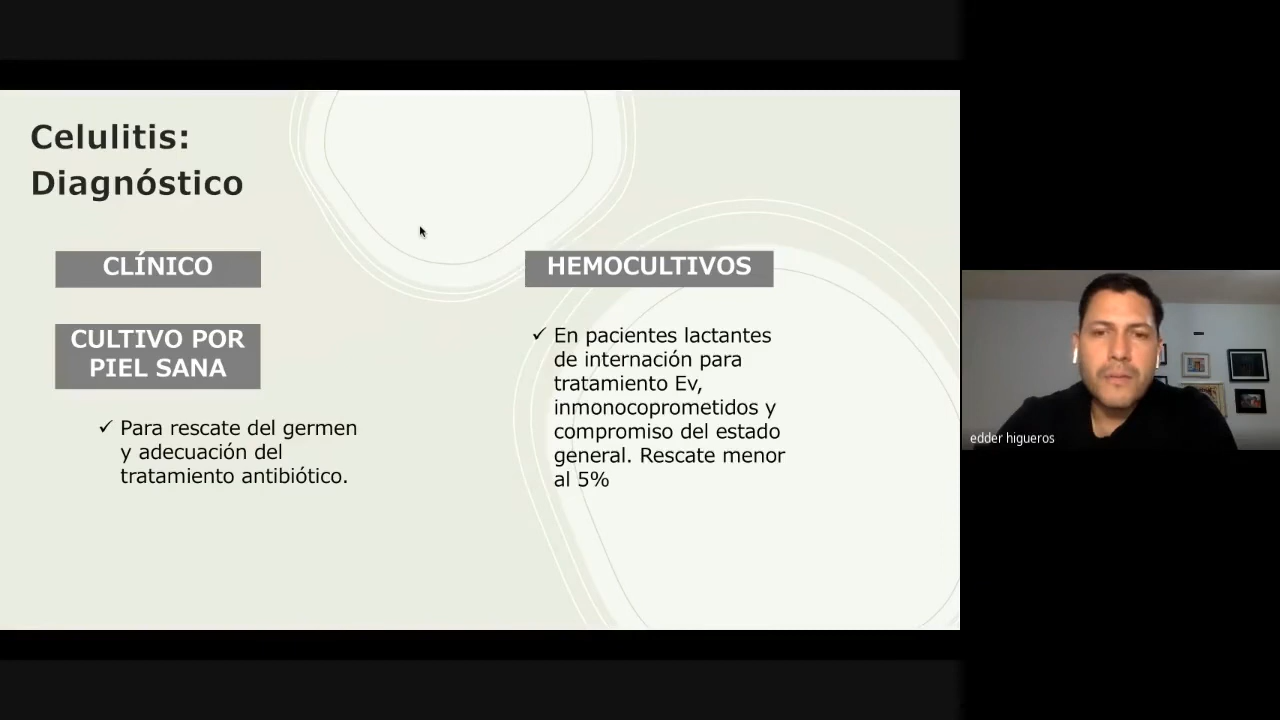 Celulitis:
Diagnóstico
CLÍNICO
CULTIVO POR
PIEL SANA
✓ Para rescate del germen
y adecuación del
tratamiento antibiótico.
HEMOCULTIVOS
✓ En pacientes lactantes
de internación para
tratamiento Ev,
inmonocoprometidos y
compromiso del estado
general. Rescate menor
al 5%
edder higueros